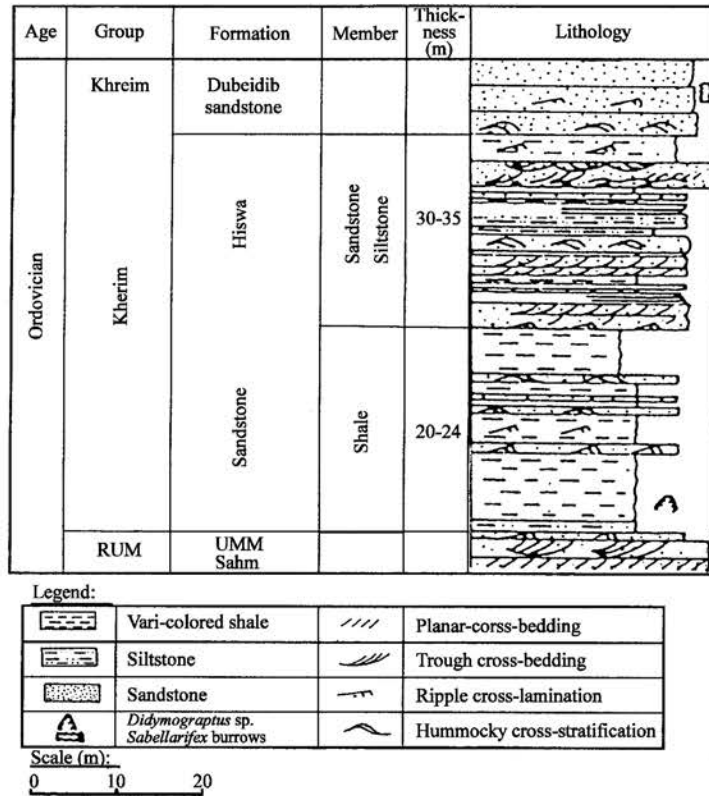 Age Group Formation Member Thick-
ness
(m) Lithology
Khreim Dubeidib
sandstone
Ordovician
Kherim
Hiswa
Sandstone
Sandstone
Siltstone
30-35
Shale
20-24
RUM UMM
Sahm
Legend:
Vari-colored shale Planar-corss-bedding
Siltstone Trough cross-bedding
Sandstone Ripple cross-lamination
Didymograptus sp.
Sabellarifex burrows Hummocky cross-stratification
Scale (m):
0 10 20